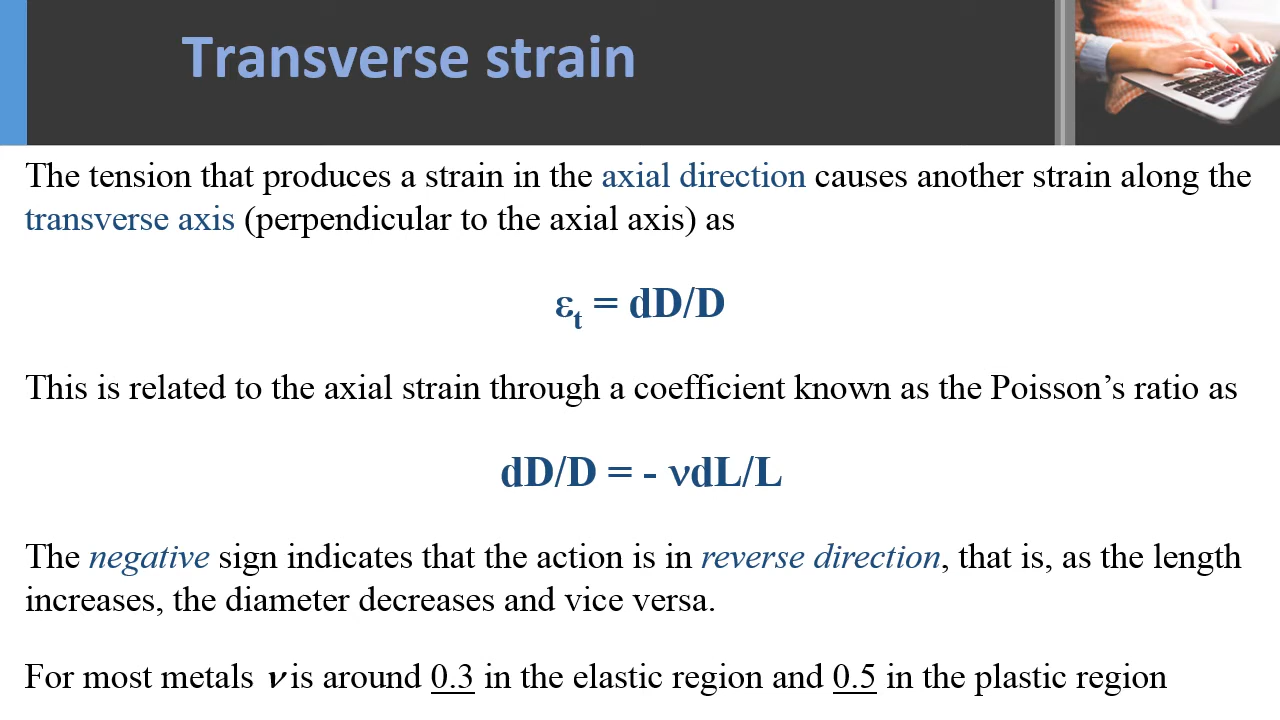 Transverse strain
The tension that produces a strain in the axial direction causes another strain along the
transverse axis (perpendicular to the axial axis) as
εt = dD/D
This is related to the axial strain through a coefficient known as the Poisson’s ratio as
dD/D = - νdL/L
The negative sign indicates that the action is in reverse direction, that is, as the length
increases, the diameter decreases and vice versa.
For most metals ν is around 0.3 in the elastic region and 0.5 in the plastic region